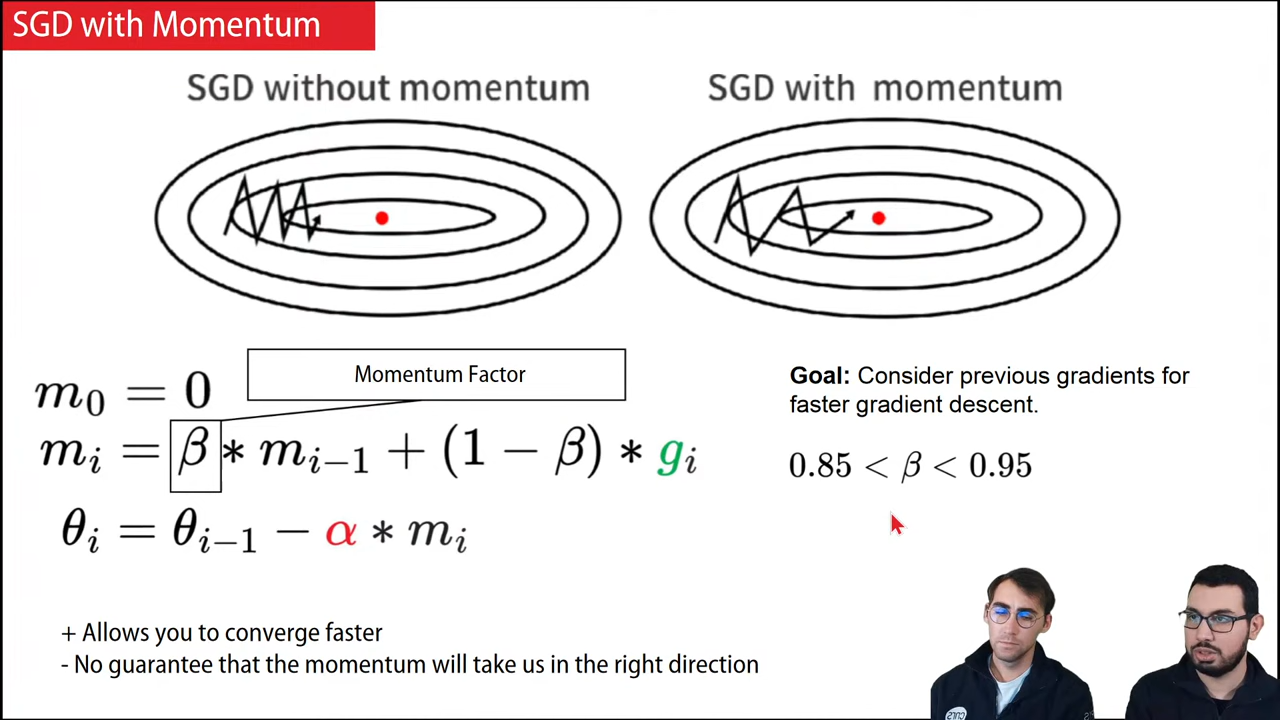 SGD with Momentum
SGD without momentum
SGD with momentum
Momentum Factor
m₀ = 0
mᵢ = β * mᵢ₋₁ + (1 − β) * gᵢ
θᵢ = θᵢ₋₁ − α * mᵢ
Goal: Consider previous gradients for
faster gradient descent.
0.85 < β < 0.95
+ Allows you to converge faster
- No guarantee that the momentum will take us in the right direction